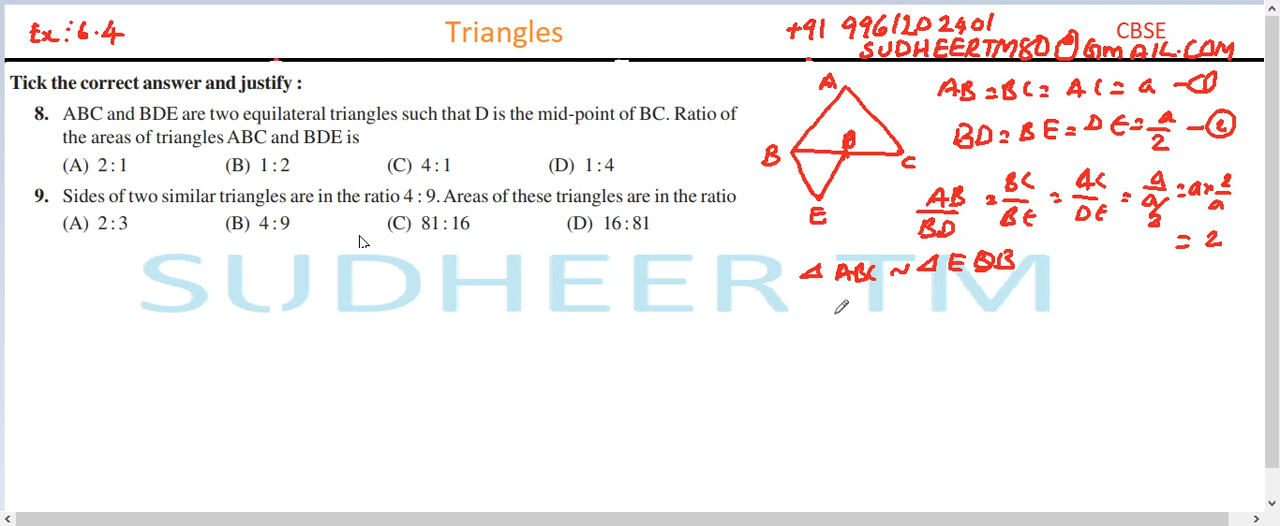 Ex: 6.4
Triangles
+91 9961202401
CBSE
SUDHEERTM80@GMAIL.COM
Tick the correct answer and justify :
8. ABC and BDE are two equilateral triangles such that D is the mid-point of BC. Ratio of
the areas of triangles ABC and BDE is
(A) 2 : 1 (B) 1 : 2 (C) 4 : 1 (D) 1 : 4
9. Sides of two similar triangles are in the ratio 4 : 9. Areas of these triangles are in the ratio
(A) 2 : 3 (B) 4 : 9 (C) 81 : 16 (D) 16 : 81
A
B
D
C
E
AB = BC = AC = a —①
BD = BE = DE = a/2 —②
AB/BD = BC/BE = AC/DE = a/(a/2) = a × 2/a
= 2
Δ ABC ~ Δ EDB
SUDHEER TM